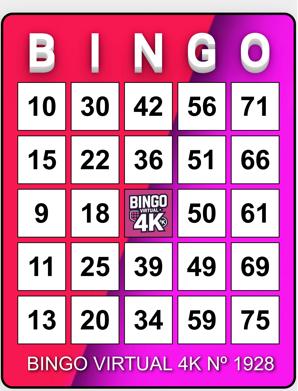 B I N G O
10 30 42 56 71
15 22 36 51 66
9 18 BINGO VIRTUAL 4K 50 61
11 25 39 49 69
13 20 34 59 75
BINGO VIRTUAL 4K Nº 1928